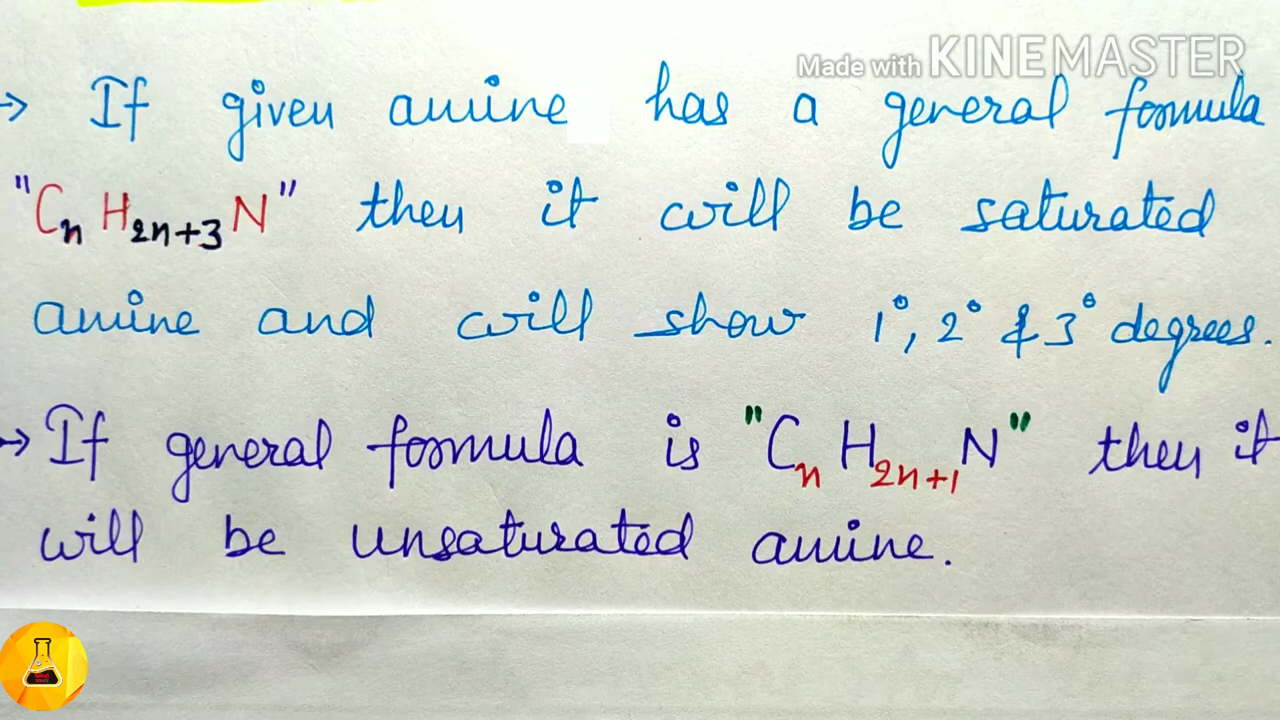 Made with KINEMASTER
→ If given amine has a general formula
"CₙH₂ₙ₊₃N" then it will be saturated
amine and will show 1°, 2° & 3° degrees.
→ If general formula is "CₙH₂ₙ₊₁N" then it
will be unsaturated amine.